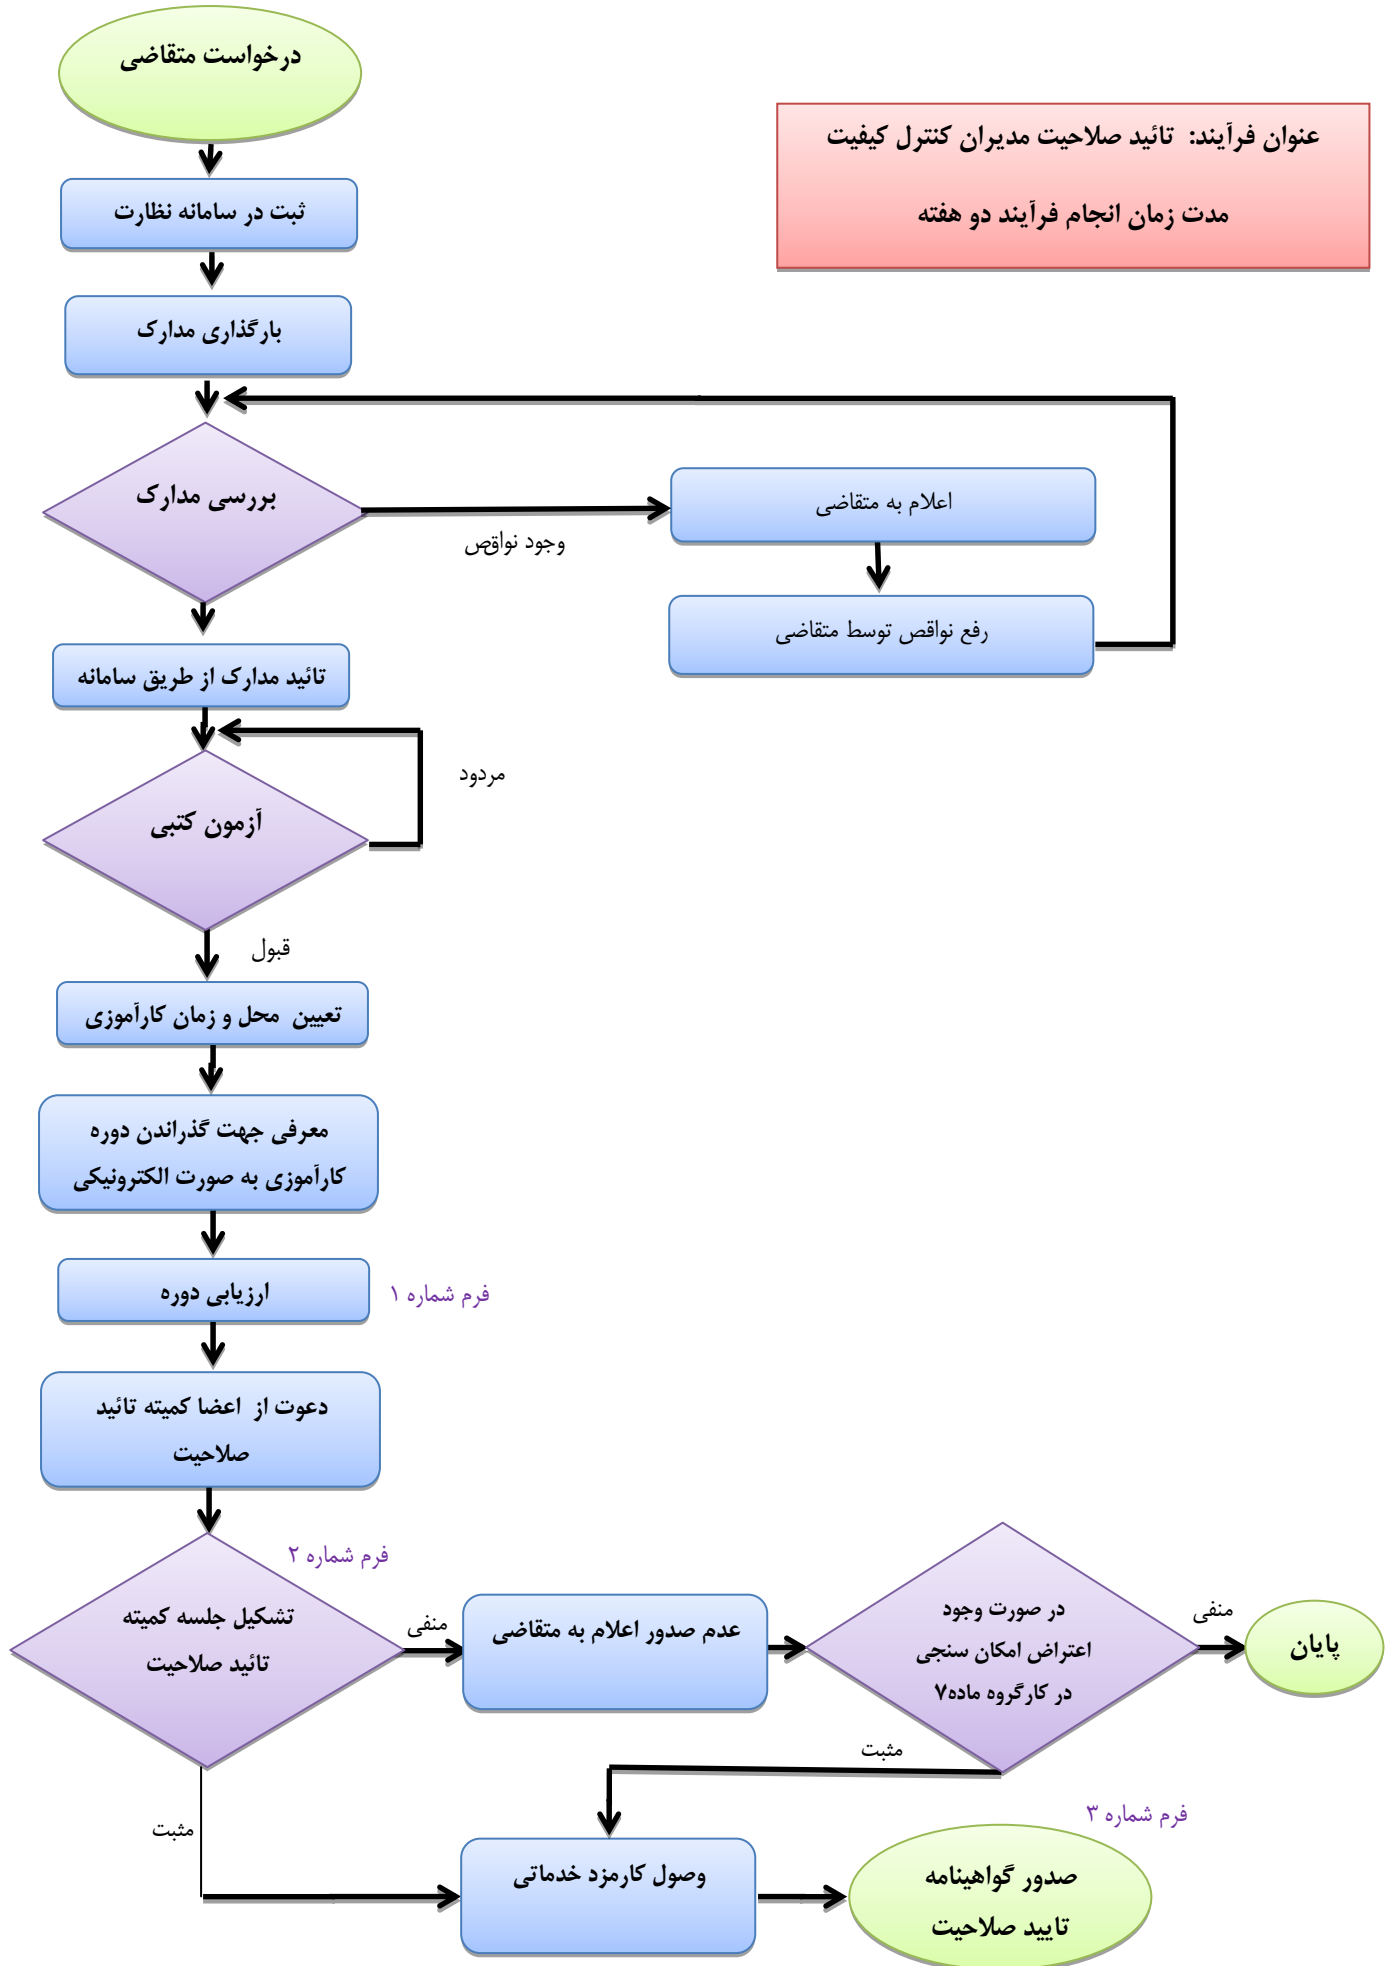 درخواست متقاضی
عنوان فرآیند: تائید صلاحیت مدیران کنترل کیفیت
مدت زمان انجام فرآیند دو هفته
ثبت در سامانه نظارت
بارگذاری مدارک
بررسی مدارک
اعلام به متقاضی
وجود نواقص
رفع نواقص توسط متقاضی
تائید مدارک از طریق سامانه
مردود
آزمون کتبی
قبول
تعیین محل و زمان کارآموزی
معرفی جهت گذراندن دوره
کارآموزی به صورت الکترونیکی
ارزیابی دوره
فرم شماره ۱
دعوت از اعضا کمیته تائید
صلاحیت
فرم شماره ۲
تشکیل جلسه کمیته
تائید صلاحیت
منفی
عدم صدور اعلام به متقاضی
در صورت وجود
اعتراض امکان سنجی
در کارگروه ماده۷
منفی
پایان
مثبت
مثبت
فرم شماره ۳
وصول کارمزد خدماتی
صدور گواهینامه
تایید صلاحیت